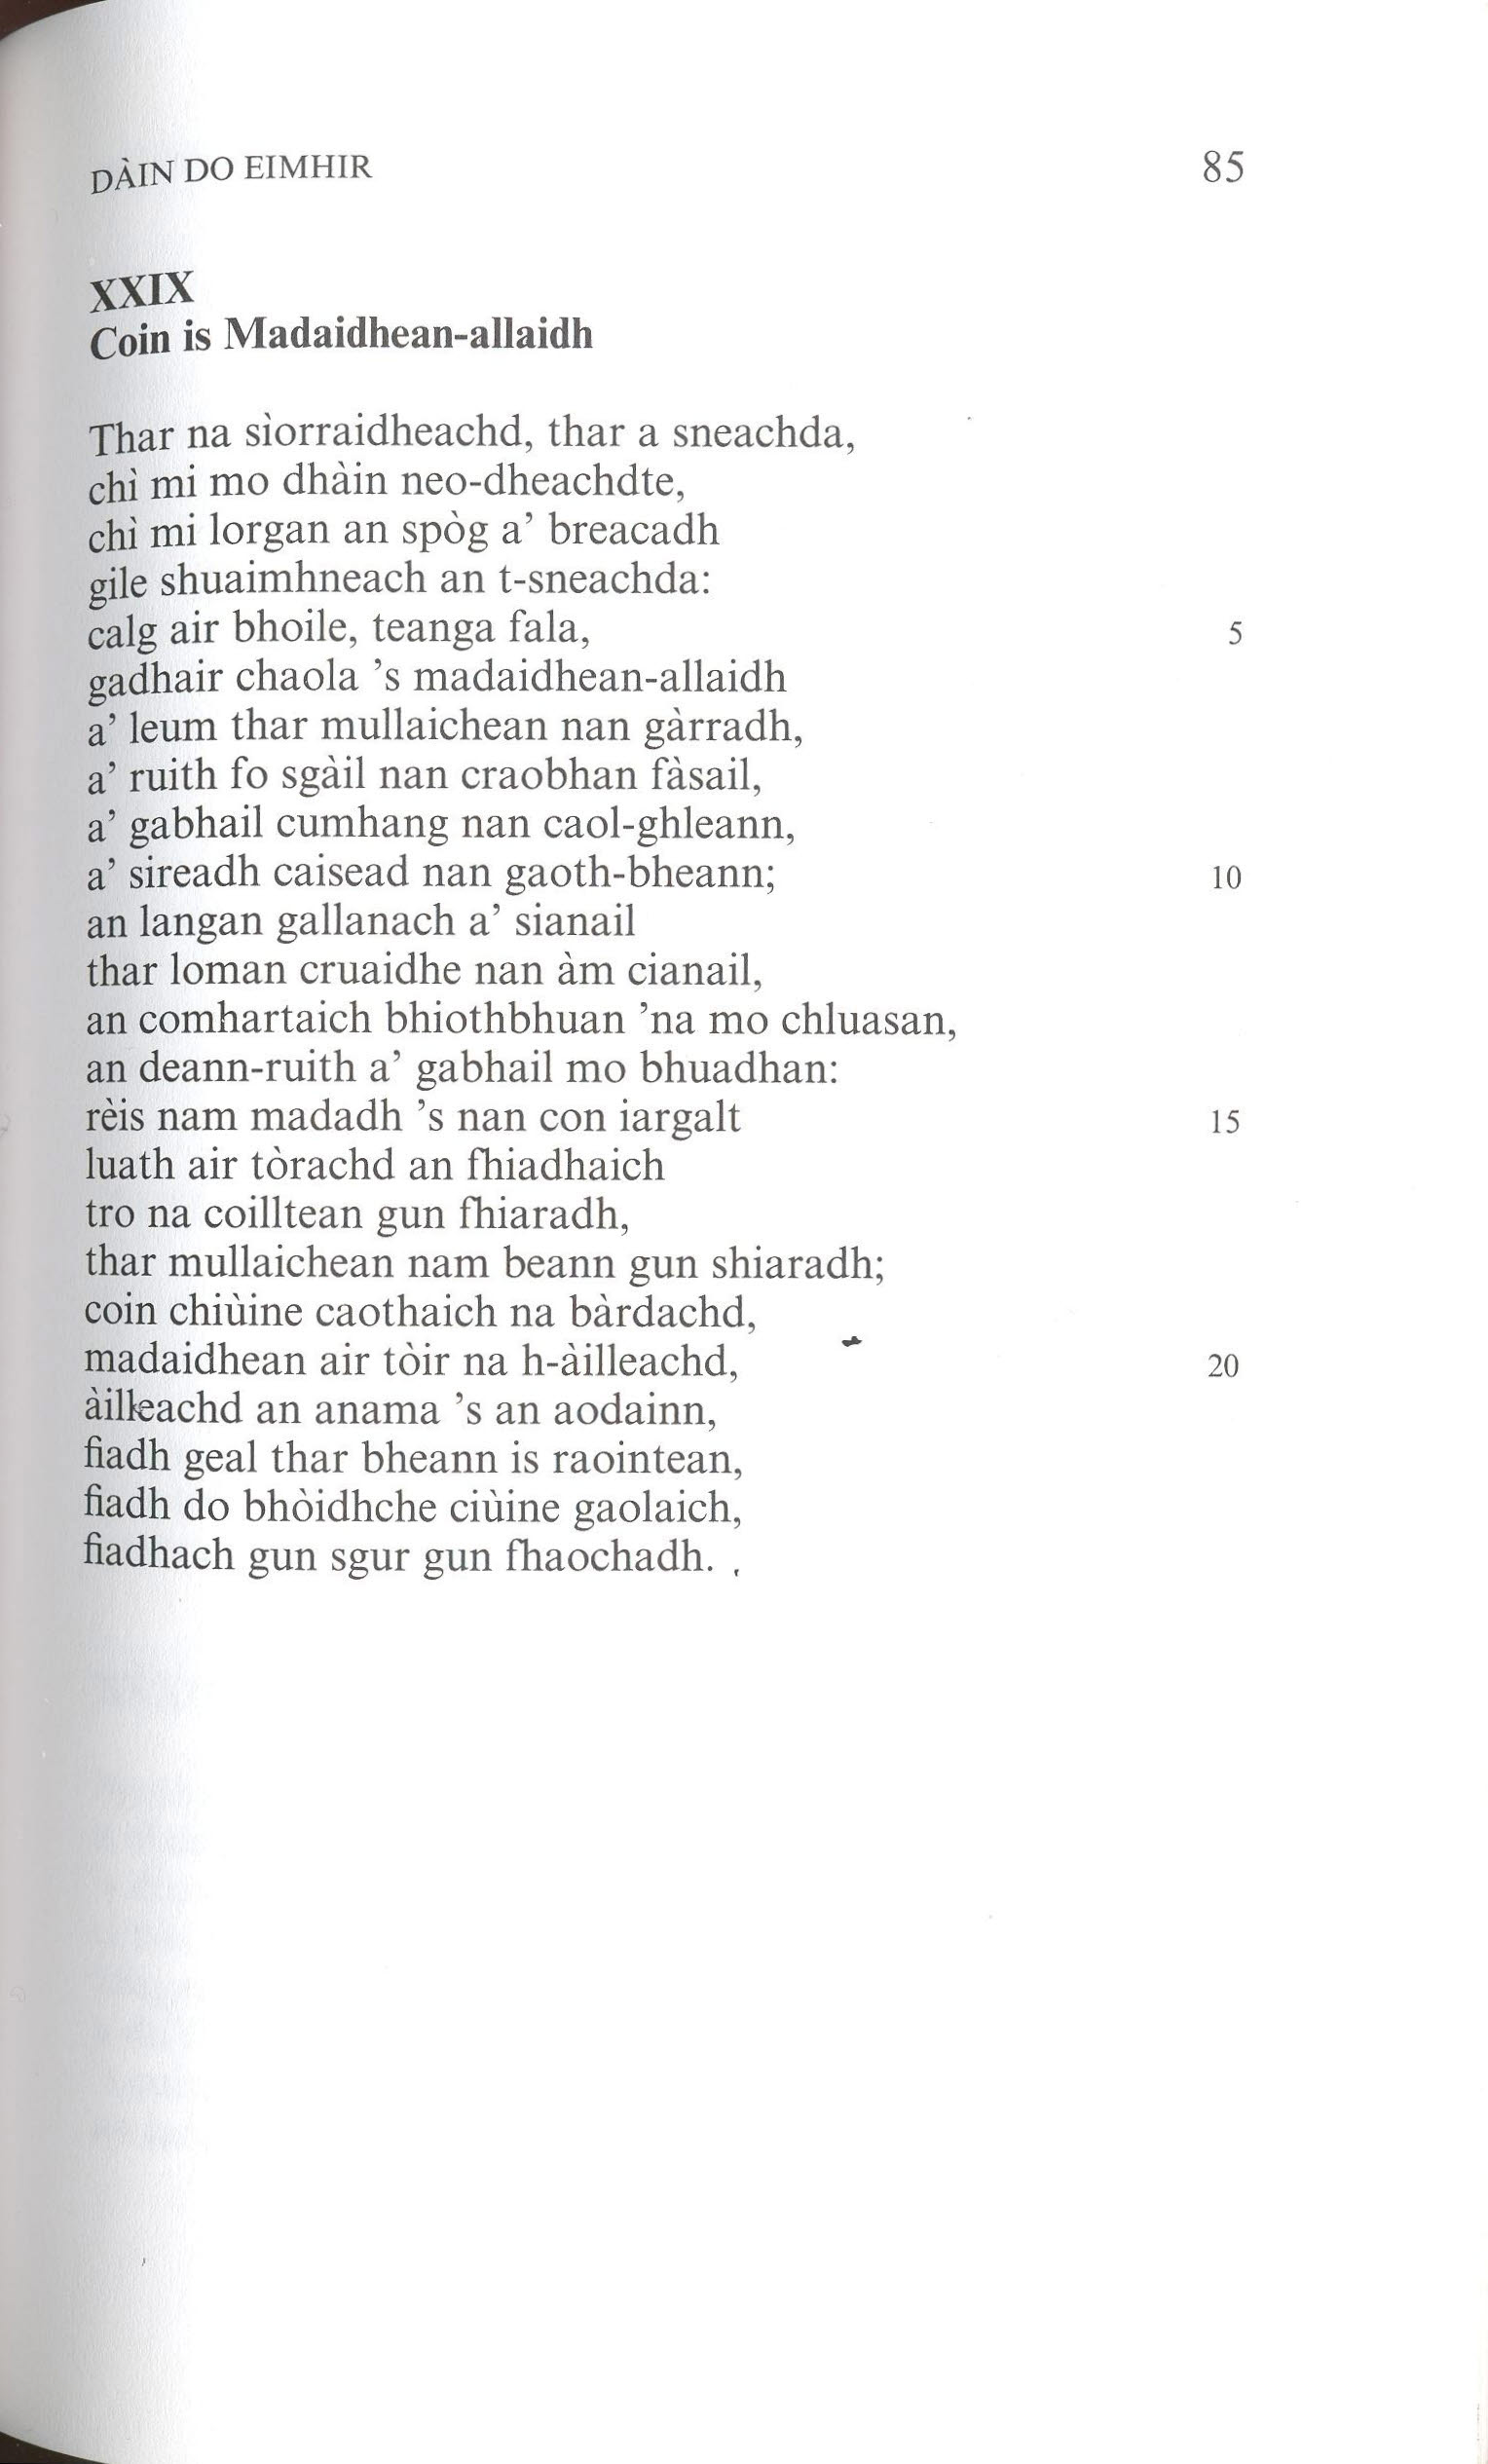 DÀIN DO EIMHIR 85
XXIX
Coin is Madaidhean-allaidh
Thar na sìorraidheachd, thar a sneachda,
chì mi mo dhàin neo-dheachdte,
chì mi lorgan an spòg a’ breacadh
gile shuaimhneach an t-sneachda:
calg air bhoile, teanga fala, 5
gadhair chaola ’s madaidhean-allaidh
a’ leum thar mullaichean nan gàrradh,
a’ ruith fo sgàil nan craobhan fàsail,
a’ gabhail cumhang nan caol-ghleann,
a’ sireadh caisead nan gaoth-bheann; 10
an langan gallanach a’ sianail
thar loman cruaidhe nan àm cianail,
an comhartaich bhiothbhuan ’na mo chluasan,
an deann-ruith a’ gabhail mo bhuadhan:
rèis nam madadh ’s nan con iargalt 15
luath air tòrachd an fhiadhaich
tro na coilltean gun fhiaradh,
thar mullaichean nam beann gun shiaradh;
coin chiùine caothaich na bàrdachd,
madaidhean air tòir na h-àilleachd, 20
àilleachd an anama ’s an aodainn,
fiadh geal thar bheann is raointean,
fiadh do bhòidhche ciùine gaolaich,
fiadhach gun sgur gun fhaochadh.